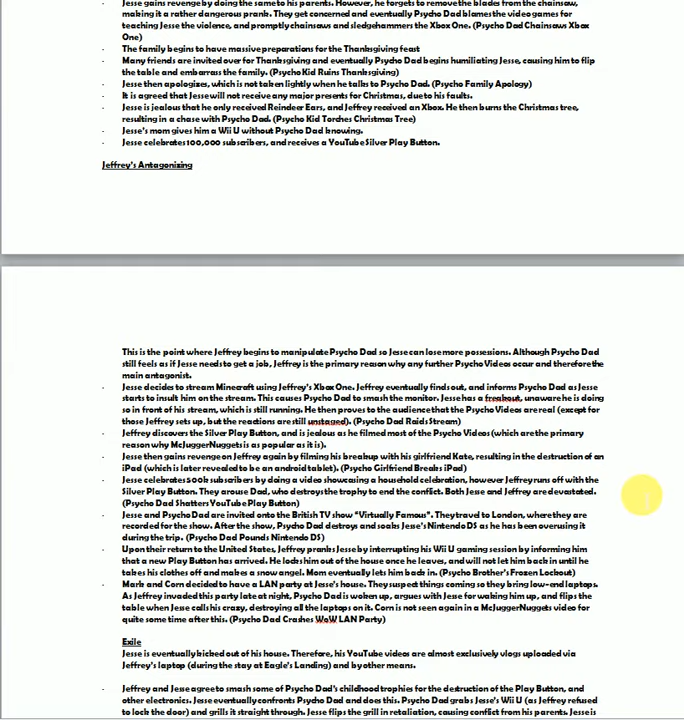 - Jesse gains revenge by doing the same to his parents. However, he forgets to remove the blades from the chainsaw,
making it a rather dangerous prank. They get concerned and eventually Psycho Dad blames the video games for
teaching Jesse the violence, and promptly chainsaws and sledgehammers the Xbox One. (Psycho Dad Chainsaws Xbox
One)
- The family begins to have massive preparations for the Thanksgiving feast
- Many friends are invited over for Thanksgiving and eventually Psycho Dad begins humiliating Jesse, causing him to flip
the table and embarrass the family. (Psycho Kid Ruins Thanksgiving)
- Jesse then apologizes, which is not taken lightly when he talks to Psycho Dad. (Psycho Family Apology)
- It is agreed that Jesse will not receive any major presents for Christmas, due to his faults.
- Jesse is jealous that he only received Reindeer Ears, and Jeffrey received an Xbox. He then burns the Christmas tree,
resulting in a chase with Psycho Dad. (Psycho Kid Torches Christmas Tree)
- Jesse's mom gives him a Wii U without Psycho Dad knowing.
- Jesse celebrates 100,000 subscribers, and receives a YouTube Silver Play Button.
Jeffrey's Antagonizing
This is the point where Jeffrey begins to manipulate Psycho Dad so Jesse can lose more possessions. Although Psycho Dad
still feels as if Jesse needs to get a job, Jeffrey is the primary reason why any further Psycho Videos occur and therefore the
main antagonist.
- Jesse decides to stream Minecraft using Jeffrey's Xbox One. Jeffrey eventually finds out, and informs Psycho Dad as Jesse
starts to insult him on the stream. This causes Psycho Dad to smash the monitor. Jesse has a freakout, unaware he is doing
so in front of his stream, which is still running. He then proves to the audience that the Psycho Videos are real (except for
those Jeffrey sets up, but the reactions are still unstaged). (Psycho Dad Raids Stream)
- Jeffrey discovers the Silver Play Button, and is jealous as he filmed most of the Psycho Videos (which are the primary
reason why McJuggerNuggets is as popular as it is).
- Jesse then gains revenge on Jeffrey again by filming his breakup with his girlfriend Kate, resulting in the destruction of an
iPad (which is later revealed to be an android tablet). (Psycho Girlfriend Breaks iPad)
- Jesse celebrates 500k subscribers by doing a video showcasing a household celebration, however Jeffrey runs off with the
Silver Play Button. They arouse Dad, who destroys the trophy to end the conflict. Both Jesse and Jeffrey are devastated.
(Psycho Dad Shatters YouTube Play Button)
- Jesse and Psycho Dad are invited onto the British TV show "Virtually Famous". They travel to London, where they are
recorded for the show. After the show, Psycho Dad destroys and soaks Jesse's Nintendo DS as he has been overusing it
during the trip. (Psycho Dad Pounds Nintendo DS)
- Upon their return to the United States, Jeffrey pranks Jesse by interrupting his Wii U gaming session by informing him
that a new Play Button has arrived. He locks him out of the house once he leaves, and will not let him back in until he
takes his clothes off and makes a snow angel. Mom eventually lets him back in. (Psycho Brother's Frozen Lockout)
- Mark and Corn decided to have a LAN party at Jesse's house. They suspect things coming so they bring low-end laptops.
As Jeffrey invaded this party late at night, Psycho Dad is woken up, argues with Jesse for waking him up, and flips the
table when Jesse calls his crazy, destroying all the laptops on it. Corn is not seen again in a McJuggerNuggets video for
quite some time after this. (Psycho Dad Crashes WoW LAN Party)
Exile
Jesse is eventually kicked out of his house. Therefore, his YouTube videos are almost exclusively vlogs uploaded via
Jeffrey's laptop (during the stay at Eagle's Landing) and by other means.
- Jeffrey and Jesse agree to smash some of Psycho Dad's childhood trophies for the destruction of the Play Button, and
other electronics. Jesse eventually confronts Psycho Dad and does this. Psycho Dad grabs Jesse's Wii U (as Jeffrey refused
to lock the door) and grills it straight through. Jesse flips the grill in retaliation, causing conflict from his parents. Jesse is